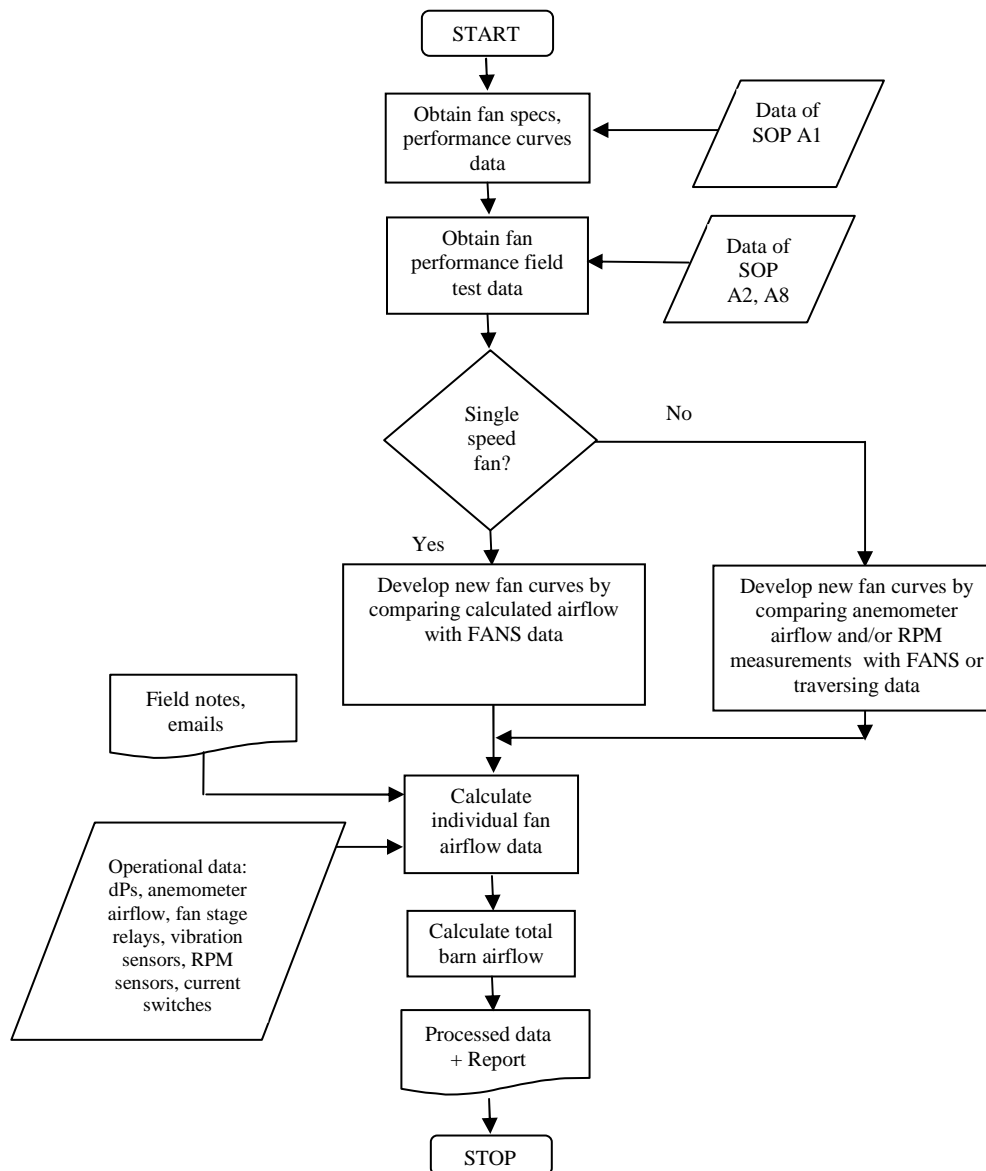 START
Obtain fan specs,
performance curves
data
Data of
SOP A1
Obtain fan
performance field
test data
Data of
SOP
A2, A8
Single
speed
fan?
No
Yes
Develop new fan curves by
comparing calculated airflow
with FANS data
Develop new fan curves by
comparing anemometer
airflow and/or RPM
measurements with FANS or
traversing data
Field notes,
emails
Calculate
individual fan
airflow data
Operational data:
dPs, anemometer
airflow, fan stage
relays, vibration
sensors, RPM
sensors, current
switches
Calculate total
barn airflow
Processed data
+ Report
STOP